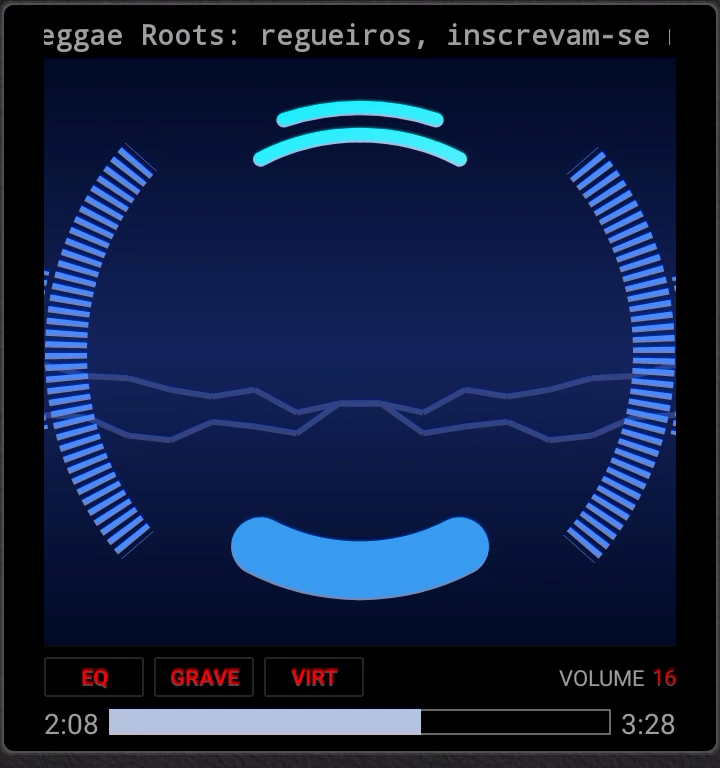 eggae Roots: regueiros, inscrevam-se
EQ GRAVE VIRT VOLUME 16
2:08 3:28